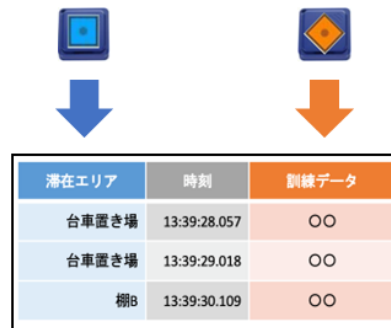 滞在エリア 時刻 訓練データ
台車置き場 13:39:28.057 〇〇
台車置き場 13:39:29.018 〇〇
棚B 13:39:30.109 〇〇